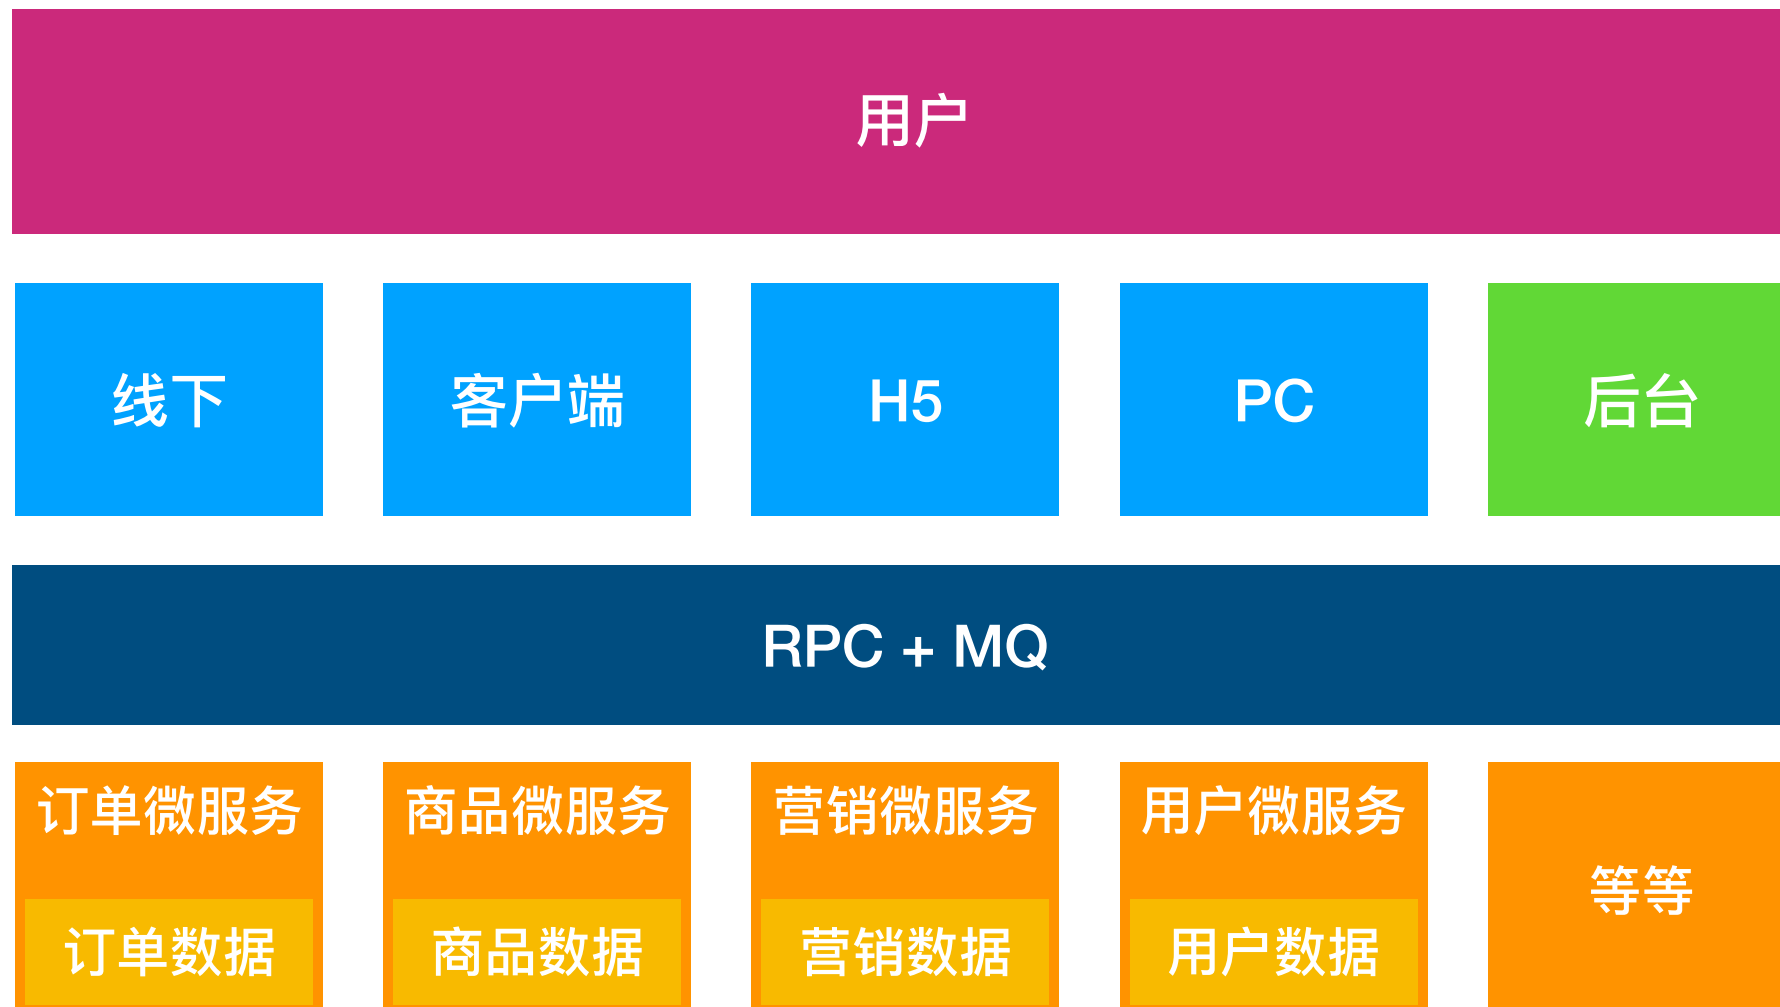 用户
线下
客户端
H5
PC
后台
RPC + MQ
订单微服务
商品微服务
营销微服务
用户微服务
等等
订单数据
商品数据
营销数据
用户数据